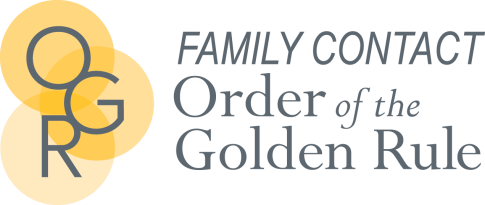 OGR
FAMILY CONTACT
Order of the
Golden Rule